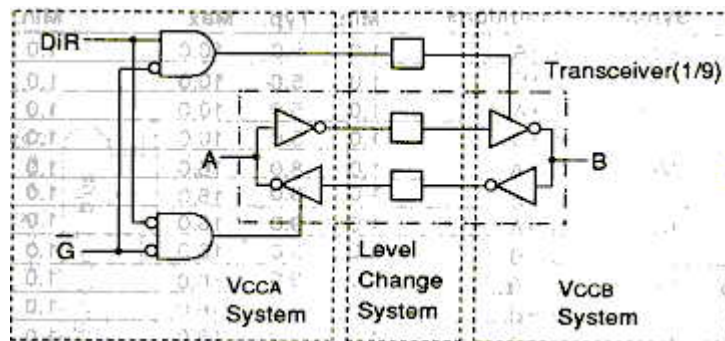 DIR
Transceiver(1/9)
A
B
G
VCCA
System
Level
Change
System
VCCB
System